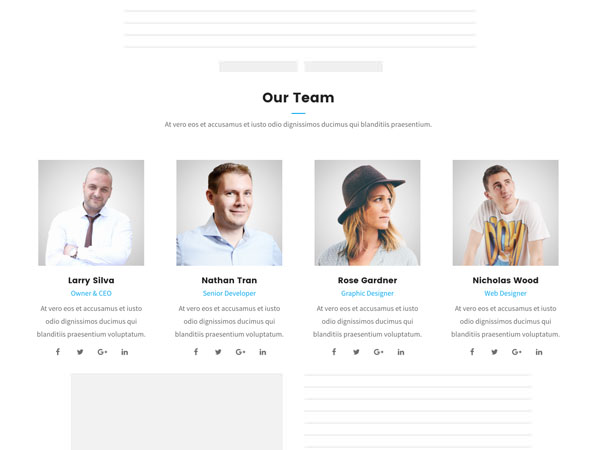 Our Team
At vero eos et accusamus et iusto odio dignissimos ducimus qui blanditiis praesentium.
Larry Silva
Owner & CEO
At vero eos et accusamus et iusto
odio dignissimos ducimus qui
blanditiis praesentium voluptatum.
f G+ in
Nathan Tran
Senior Developer
At vero eos et accusamus et iusto
odio dignissimos ducimus qui
blanditiis praesentium voluptatum.
f G+ in
Rose Gardner
Graphic Designer
At vero eos et accusamus et iusto
odio dignissimos ducimus qui
blanditiis praesentium voluptatum.
f G+ in
Nicholas Wood
Web Designer
At vero eos et accusamus et iusto
odio dignissimos ducimus qui
blanditiis praesentium voluptatum.
f G+ in